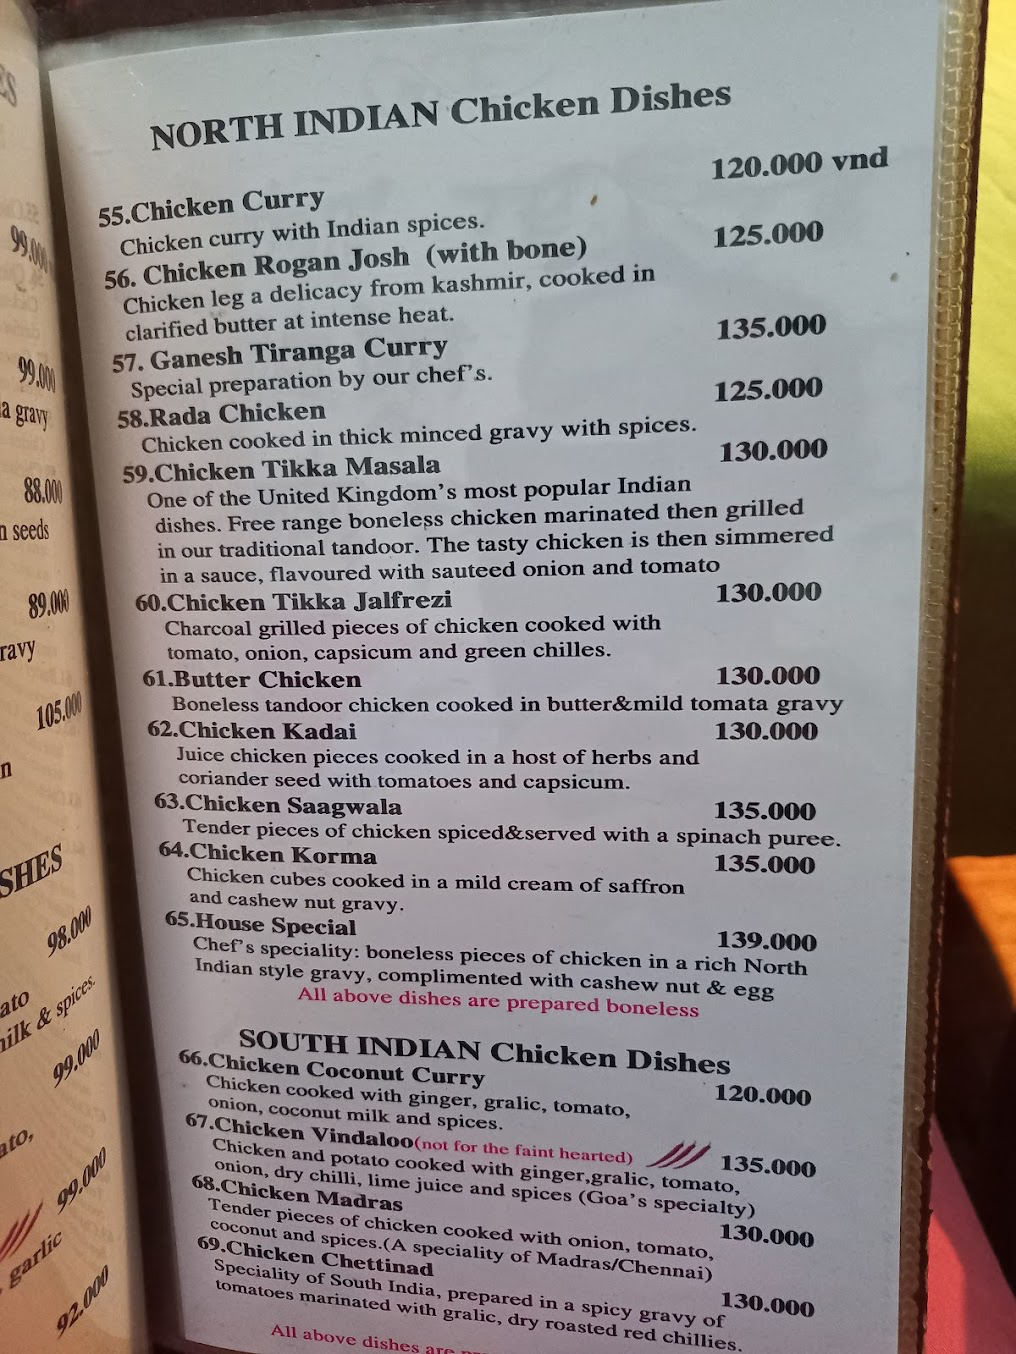 99.000
99.000
a gravy
88.000
n seeds
89.000
ravy
105.000
n
SHES
98.000
ato
nilk & spices.
99.000
ato,
99.000
garlic
92.000
NORTH INDIAN Chicken Dishes
55.Chicken Curry 120.000 vnd
Chicken curry with Indian spices.
56. Chicken Rogan Josh (with bone) 125.000
Chicken leg a delicacy from kashmir, cooked in
clarified butter at intense heat.
57. Ganesh Tiranga Curry 135.000
Special preparation by our chef's.
58.Rada Chicken 125.000
Chicken cooked in thick minced gravy with spices.
59.Chicken Tikka Masala 130.000
One of the United Kingdom's most popular Indian
dishes. Free range boneless chicken marinated then grilled
in our traditional tandoor. The tasty chicken is then simmered
in a sauce, flavoured with sauteed onion and tomato
60.Chicken Tikka Jalfrezi 130.000
Charcoal grilled pieces of chicken cooked with
tomato, onion, capsicum and green chilles.
61.Butter Chicken 130.000
Boneless tandoor chicken cooked in butter&mild tomata gravy
62.Chicken Kadai 130.000
Juice chicken pieces cooked in a host of herbs and
coriander seed with tomatoes and capsicum.
63.Chicken Saagwala 135.000
Tender pieces of chicken spiced&served with a spinach puree.
64.Chicken Korma 135.000
Chicken cubes cooked in a mild cream of saffron
and cashew nut gravy.
65.House Special 139.000
Chef's speciality: boneless pieces of chicken in a rich North
Indian style gravy, complimented with cashew nut & egg
All above dishes are prepared boneless
SOUTH INDIAN Chicken Dishes
66.Chicken Coconut Curry 120.000
Chicken cooked with ginger, gralic, tomato,
onion, coconut milk and spices.
67.Chicken Vindaloo(not for the faint hearted) 135.000
Chicken and potato cooked with ginger,gralic, tomato,
onion, dry chilli, lime juice and spices (Goa's specialty)
68.Chicken Madras 130.000
Tender pieces of chicken cooked with onion, tomato,
coconut and spices.(A speciality of Madras/Chennai)
69.Chicken Chettinad 130.000
Speciality of South India, prepared in a spicy gravy of
tomatoes marinated with gralic, dry roasted red chillies.
All above dishes are